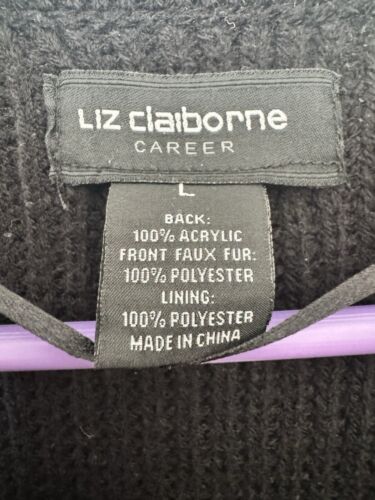 Liz claiborne
CAREER
L
BACK:
100% ACRYLIC
FRONT FAUX FUR:
100% POLYESTER
LINING:
100% POLYESTER
MADE IN CHINA